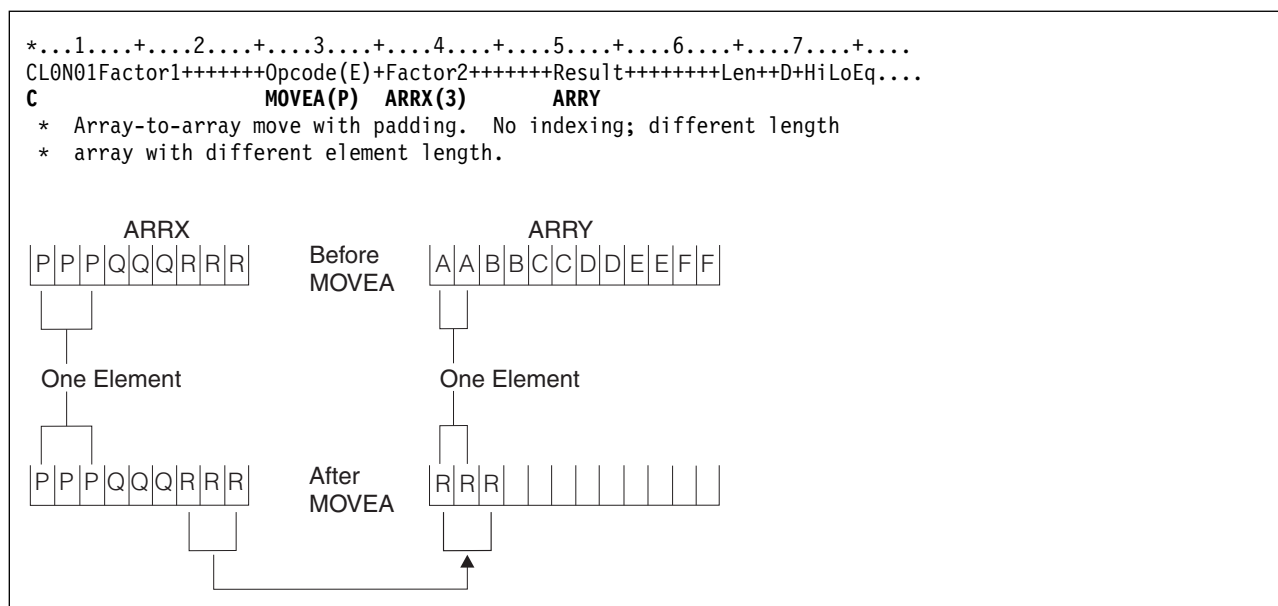 *...1....+....2....+....3....+....4....+....5....+....6....+....7....+....
CL0N01Factor1+++++++Opcode(E)+Factor2+++++++Result++++++++Len++D+HiLoEq....
C                   MOVEA(P)  ARRX(3)       ARRY
 *  Array-to-array move with padding.  No indexing; different length
 *  array with different element length.
ARRX ARRY
P P P Q Q Q R R R Before MOVEA A A B B C C D D E E F F
One Element One Element
P P P Q Q Q R R R After MOVEA R R R